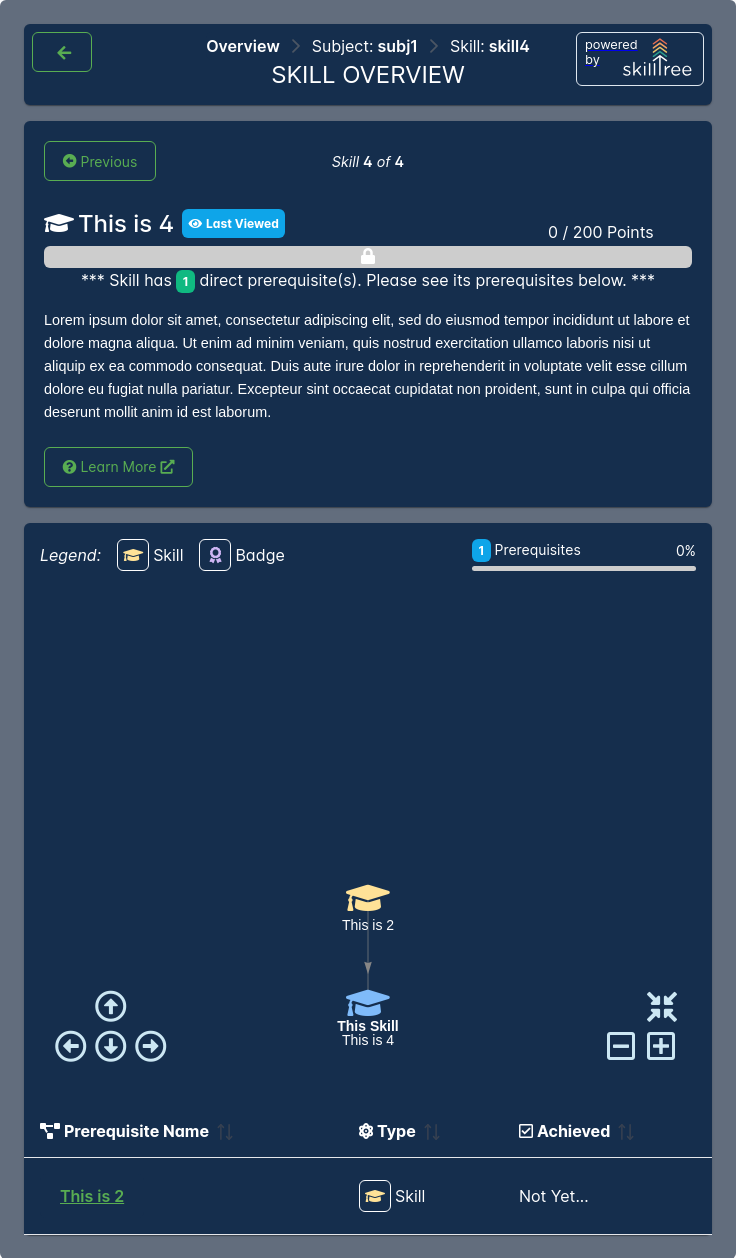 Overview > Subject: subj1 > Skill: skill4
SKILL OVERVIEW
powered
by
skilltree
Previous
Skill 4 of 4
This is 4
Last Viewed
0 / 200 Points
*** Skill has 1 direct prerequisite(s). Please see its prerequisites below. ***
Lorem ipsum dolor sit amet, consectetur adipiscing elit, sed do eiusmod tempor incididunt ut labore et
dolore magna aliqua. Ut enim ad minim veniam, quis nostrud exercitation ullamco laboris nisi ut
aliquip ex ea commodo consequat. Duis aute irure dolor in reprehenderit in voluptate velit esse cillum
dolore eu fugiat nulla pariatur. Excepteur sint occaecat cupidatat non proident, sunt in culpa qui officia
deserunt mollit anim id est laborum.
Learn More
Legend: Skill Badge
1 Prerequisites 0%
This is 2
This Skill
This is 4
Prerequisite Name Type Achieved
This is 2 Skill Not Yet...